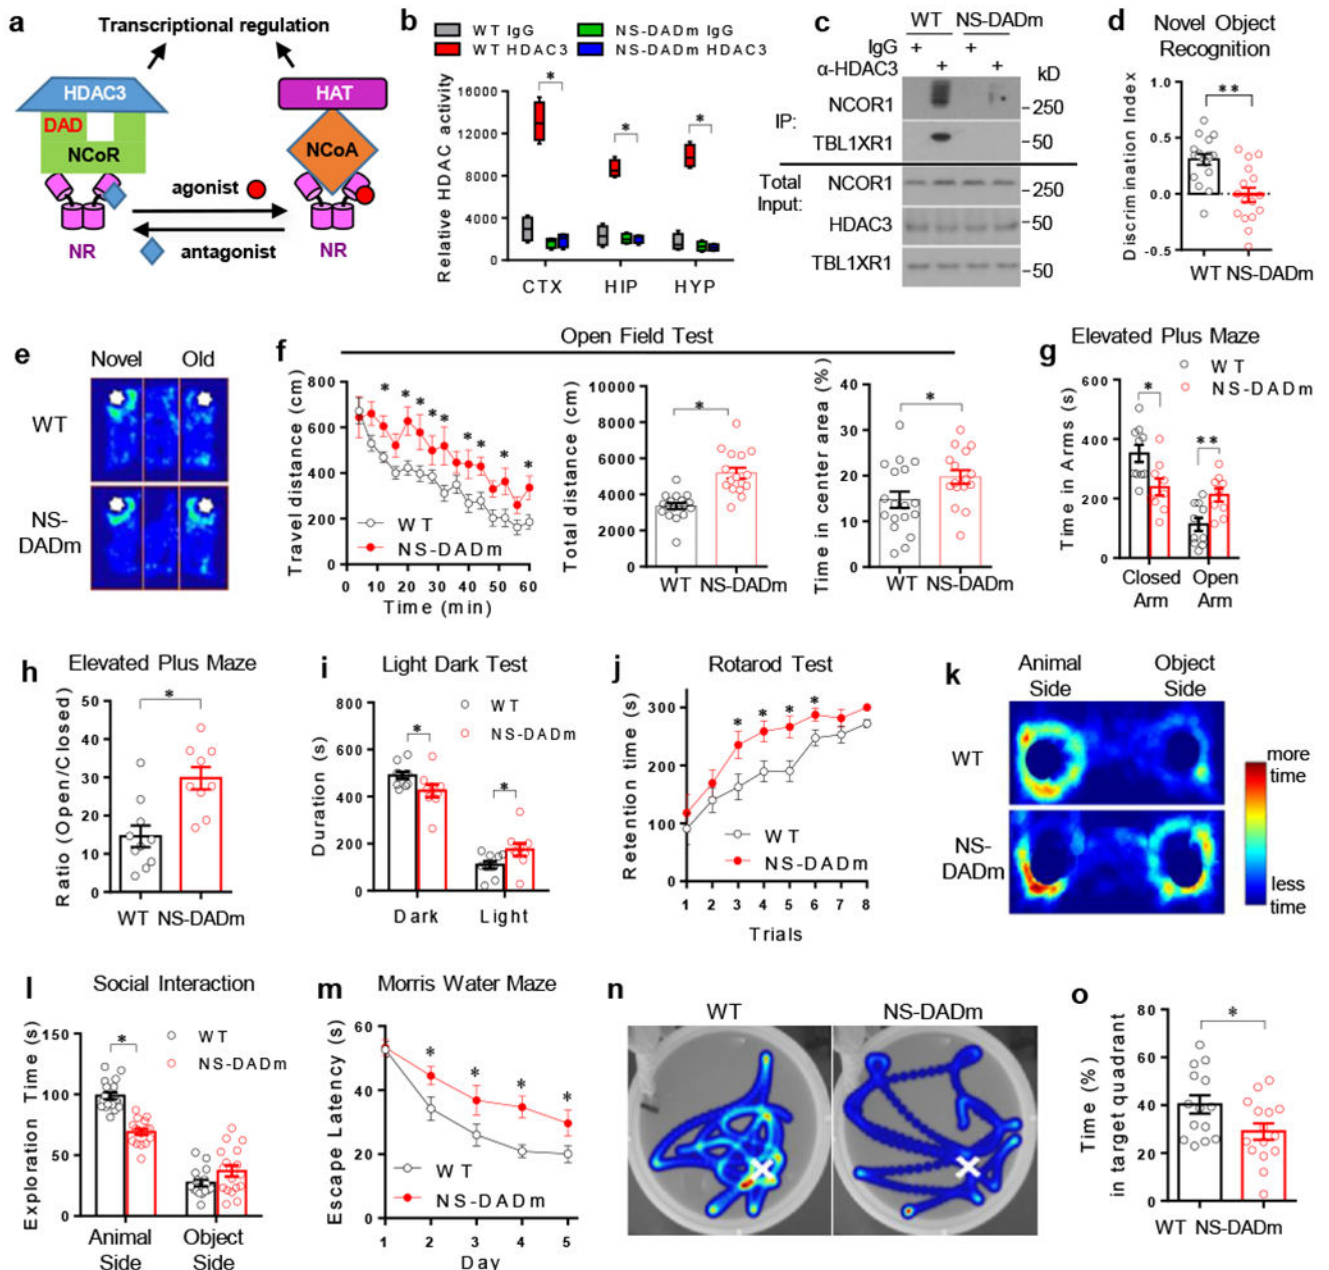 a
Transcriptional regulation
HDAC3
HAT
DAD
NCoR
NCoA
agonist
antagonist
NR
NR
b
WT IgG
NS-DADm IgG
WT HDAC3
NS-DADm HDAC3
Relative HDAC activity
16000
12000
8000
4000
0
*
*
*
CTX
HIP
HYP
c
WT NS-DADm
IgG + +
α-HDAC3 + +
kD
IP:
NCOR1 -250
TBL1XR1 -50
Total
Input:
NCOR1 -250
HDAC3 -50
TBL1XR1 -50
d
Novel Object
Recognition
Discrimination Index
1.0
0.5
0.0
-0.5
**
WT NS-DADm
e
Novel Old
WT
NS-
DADm
Open Field Test
f
Travel distance (cm)
800
600
400
200
0
* * * * * * * * *
WT
NS-DADm
0 10 20 30 40 50 60
Time (min)
Total distance (cm)
10000
8000
6000
4000
2000
0
*
WT NS-DADm
Time in center area (%)
40
30
20
10
0
*
WT NS-DADm
Elevated Plus Maze
g
WT
NS-DADm
Time in Arms (s)
600
400
200
0
*
**
Closed
Arm
Open
Arm
h
Elevated Plus Maze
Ratio (Open/Closed)
50
40
30
20
10
0
*
WT NS-DADm
i
Light Dark Test
Duration (s)
800
600
400
200
0
WT
NS-DADm
*
*
Dark
Light
j
Rotarod Test
Retention time (s)
300
200
100
0
* * * *
WT
NS-DADm
1 2 3 4 5 6 7 8
Trials
k
Animal
Side
Object
Side
WT
NS-
DADm
more
time
less
time
l
Social Interaction
Exploration Time (s)
150
100
50
0
*
WT
NS-DADm
Animal
Side
Object
Side
m
Morris Water Maze
Escape Latency (s)
60
40
20
0
* * * *
WT
NS-DADm
1 2 3 4 5
Day
n
WT
NS-DADm
o
Time (%)
in target quadrant
80
60
40
20
0
*
WT NS-DADm